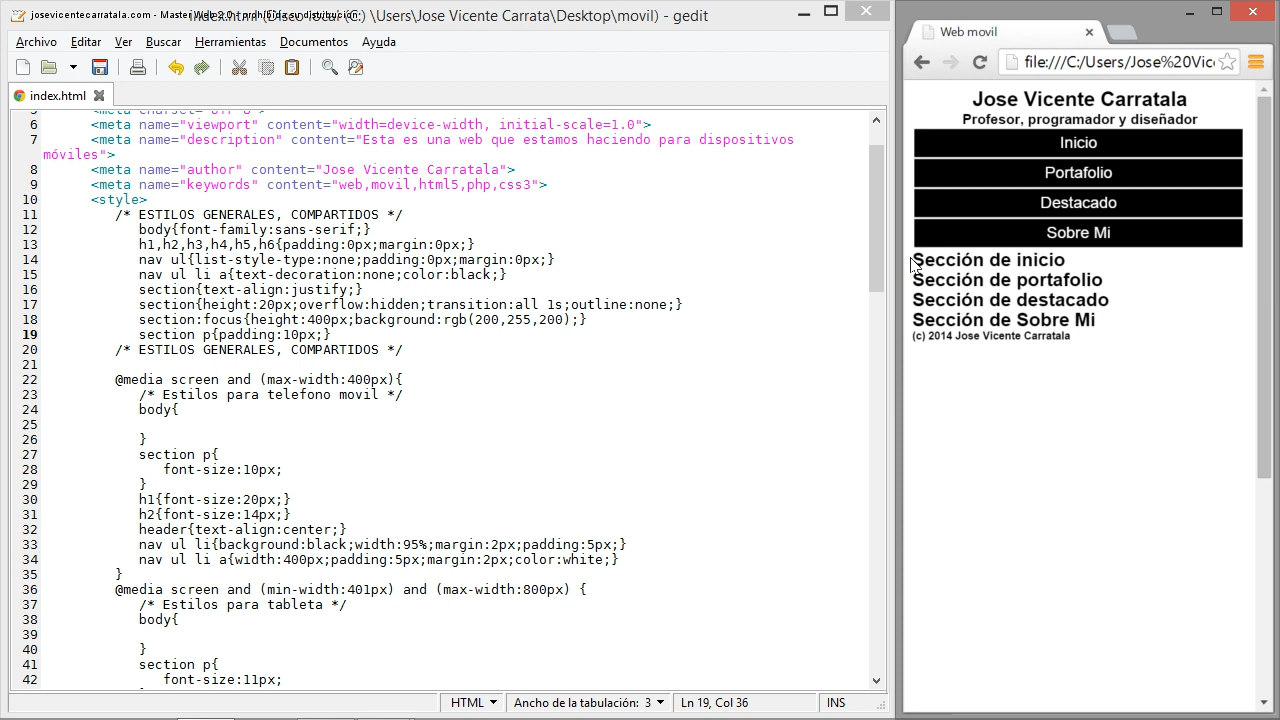 josevicentecarratala.com - Master Web 2.0 -
(Disco local (C:) \Users\Jose Vicente Carrata\Desktop\movil) - gedit
Archivo Editar Ver Buscar Herramientas Documentos Ayuda
index.html
5 <meta charset="UTF-8">
6 <meta name="viewport" content="width=device-width, initial-scale=1.0">
7 <meta name="description" content="Esta es una web que estamos haciendo para dispositivos
móviles">
8 <meta name="author" content="Jose Vicente Carratala">
9 <meta name="keywords" content="web,movil,html5,php,css3">
10 <style>
11 /* ESTILOS GENERALES, COMPARTIDOS */
12 body{font-family:sans-serif;}
13 h1,h2,h3,h4,h5,h6{padding:0px;margin:0px;}
14 nav ul{list-style-type:none;padding:0px;margin:0px;}
15 nav ul li a{text-decoration:none;color:black;}
16 section{text-align:justify;}
17 section{height:20px;overflow:hidden;transition:all 1s;outline:none;}
18 section:focus{height:400px;background:rgb(200,255,200);}
19 section p{padding:10px;}
20 /* ESTILOS GENERALES, COMPARTIDOS */
21
22 @media screen and (max-width:400px){
23 /* Estilos para telefono movil */
24 body{
25
26 }
27 section p{
28 font-size:10px;
29 }
30 h1{font-size:20px;}
31 h2{font-size:14px;}
32 header{text-align:center;}
33 nav ul li{background:black;width:95%;margin:2px;padding:5px;}
34 nav ul li a{width:400px;padding:5px;margin:2px;color:white;}
35 }
36 @media screen and (min-width:401px) and (max-width:800px) {
37 /* Estilos para tableta */
38 body{
39
40 }
41 section p{
42 font-size:11px;
HTML Ancho de la tabulación: 3 Ln 19, Col 36 INS
Web movil
file:///C:/Users/Jose%20Vic
Jose Vicente Carratala
Profesor, programador y diseñador
Inicio
Portafolio
Destacado
Sobre Mi
Sección de inicio
Sección de portafolio
Sección de destacado
Sección de Sobre Mi
(c) 2014 Jose Vicente Carratala